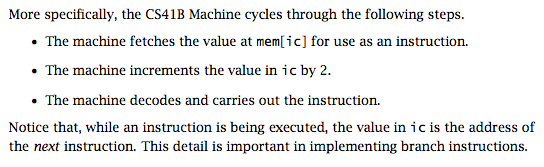 More specifically, the CS41B Machine cycles through the following steps.
• The machine fetches the value at mem[ic] for use as an instruction.
• The machine increments the value in ic by 2.
• The machine decodes and carries out the instruction.
Notice that, while an instruction is being executed, the value in ic is the address of
the next instruction. This detail is important in implementing branch instructions.